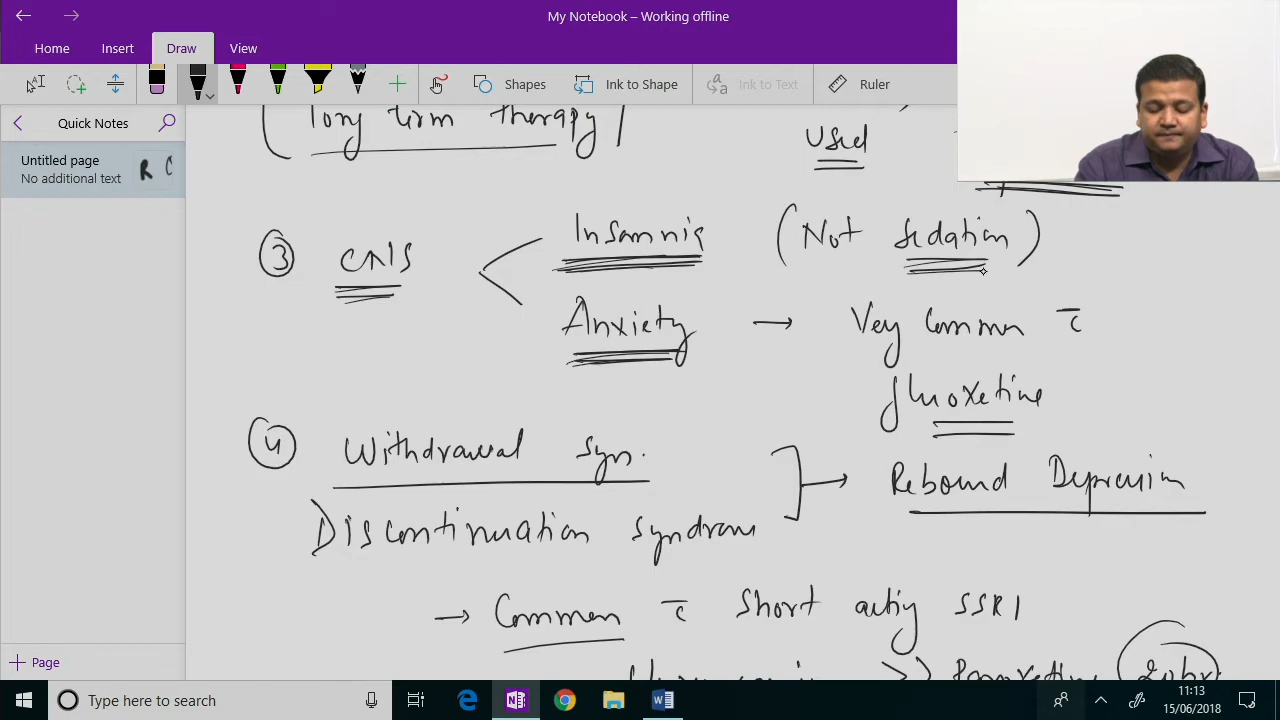 My Notebook – Working offline
Home Insert Draw View
Shapes Ink to Shape Ink to Text Ruler
Quick Notes
Untitled page
No additional text R
long term therapy
Used
③ CNS
Insomnia (Not Sedation)
Anxiety → Very Common c̄
fluoxetine
④ Withdrawal syn.
Discontinuation syndrom
→ Rebound Depression
→ Common c̄ Short acting SSRI
+ Page
Type here to search
11:13
15/06/2018